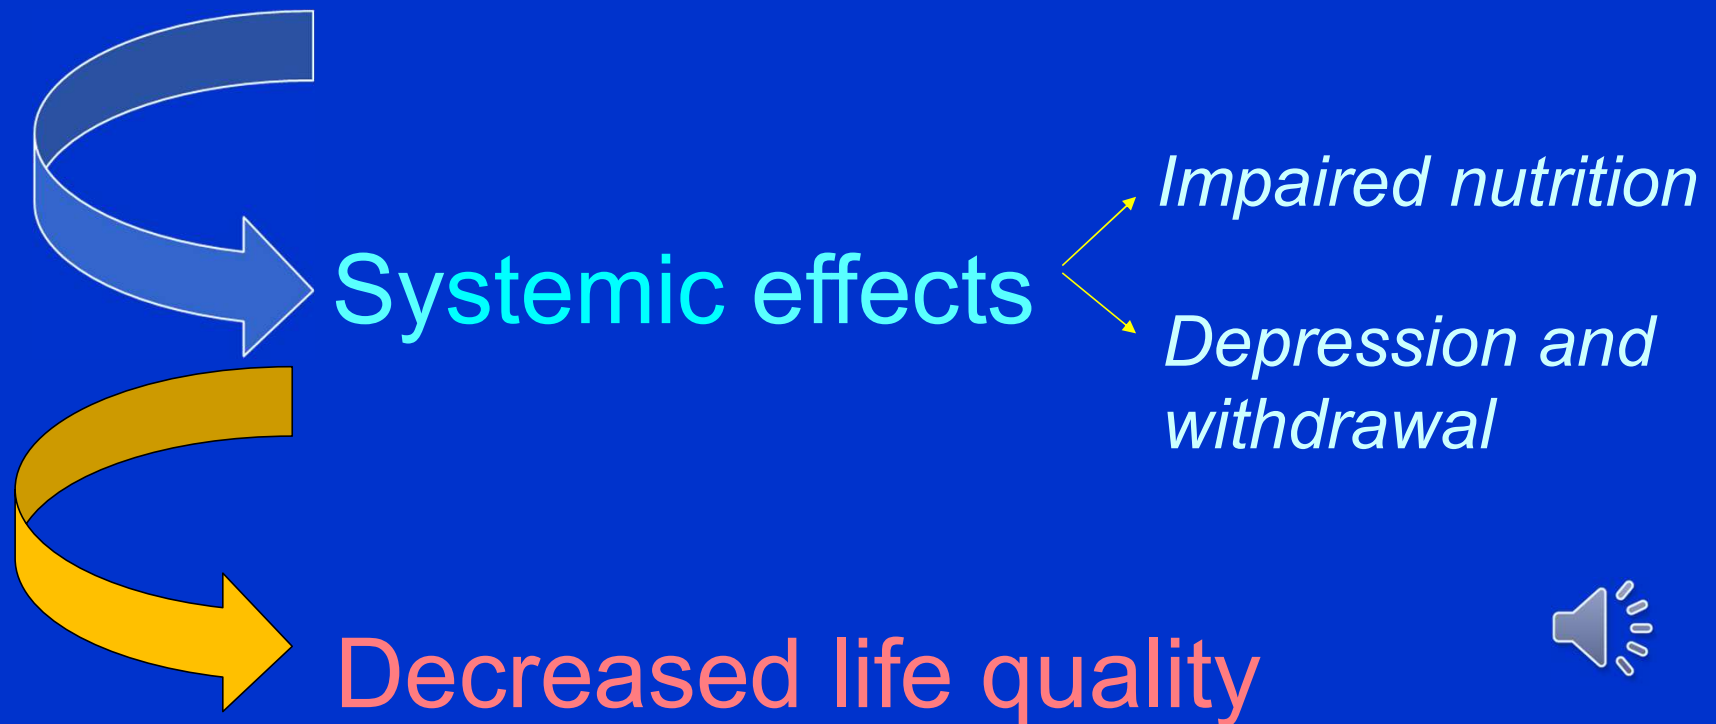 Impaired nutrition
Systemic effects
Depression and
withdrawal
Decreased life quality